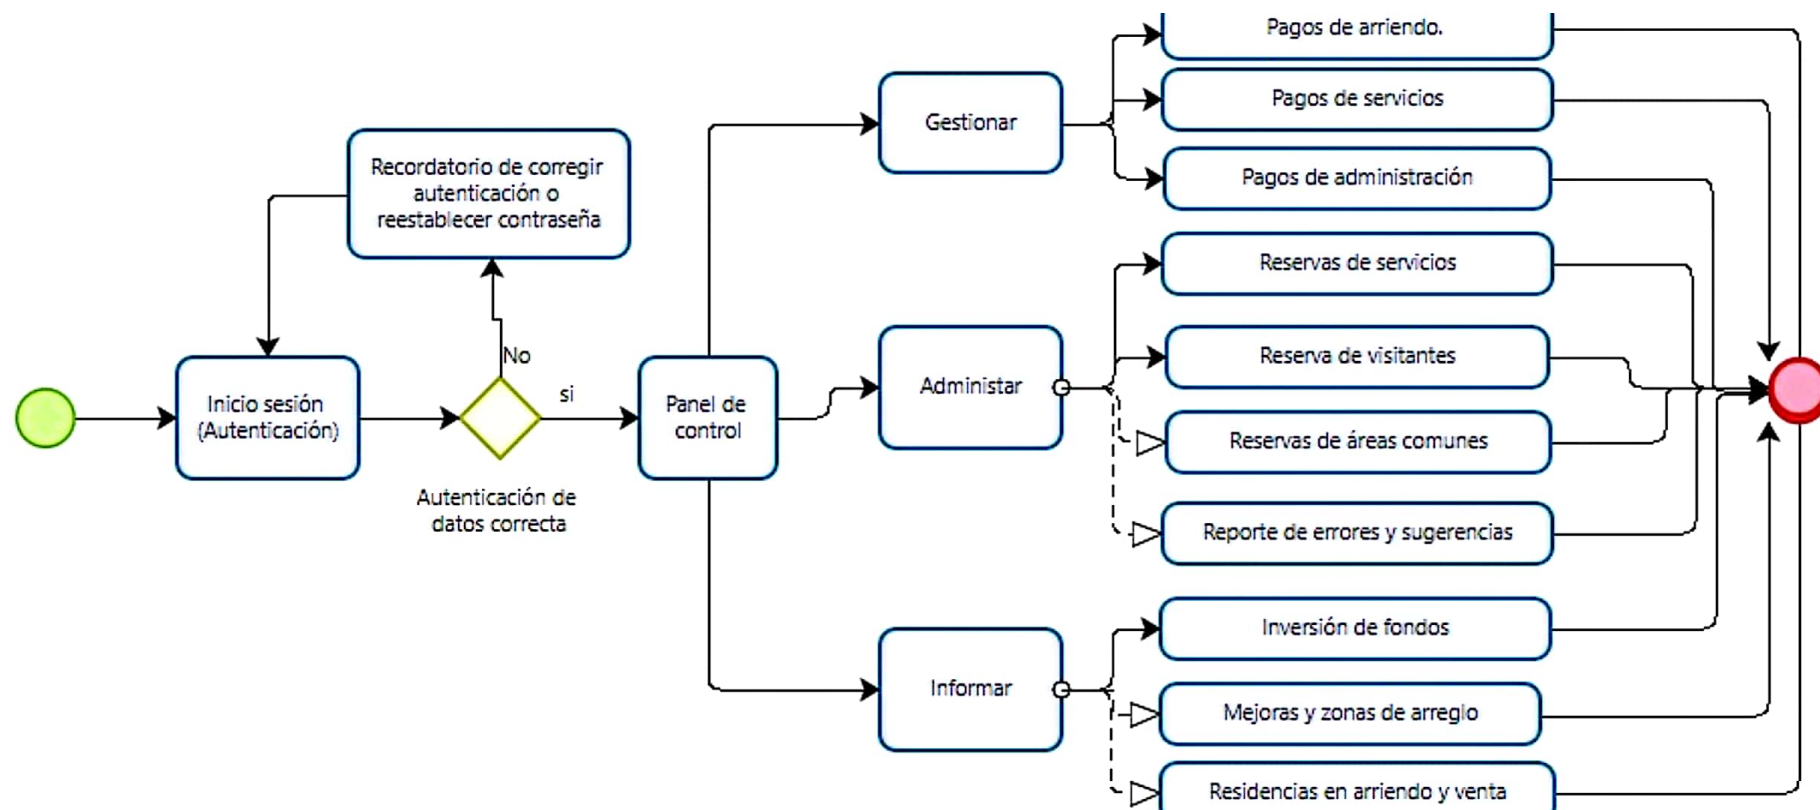 Pagos de arriendo.
Pagos de servicios
Gestionar
Pagos de administración
Recordatorio de corregir
autenticación o
reestablecer contraseña
Reservas de servicios
No
Reserva de visitantes
Administar
si
Inicio sesión
(Autenticación)
Panel de
control
Reservas de áreas comunes
Autenticación de
datos correcta
Reporte de errores y sugerencias
Inversión de fondos
Informar
Mejoras y zonas de arreglo
Residencias en arriendo y venta